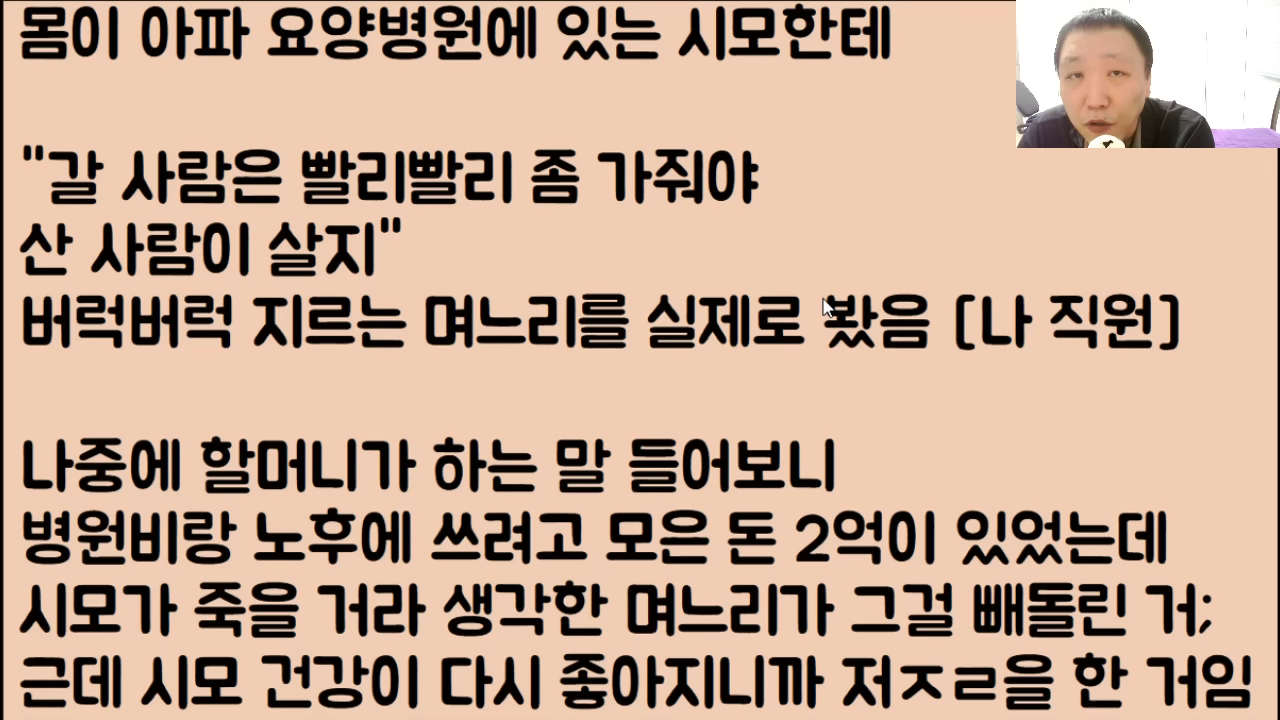 몸이 아파 요양병원에 있는 시모한테
"갈 사람은 빨리빨리 좀 가줘야
산 사람이 살지"
버럭버럭 지르는 며느리를 실제로 봤음 [나 직원]
나중에 할머니가 하는 말 들어보니
병원비랑 노후에 쓰려고 모은 돈 2억이 있었는데
시모가 죽을 거라 생각한 며느리가 그걸 빼돌린 거;
근데 시모 건강이 다시 좋아지니까 저ㅈㄹ을 한 거임